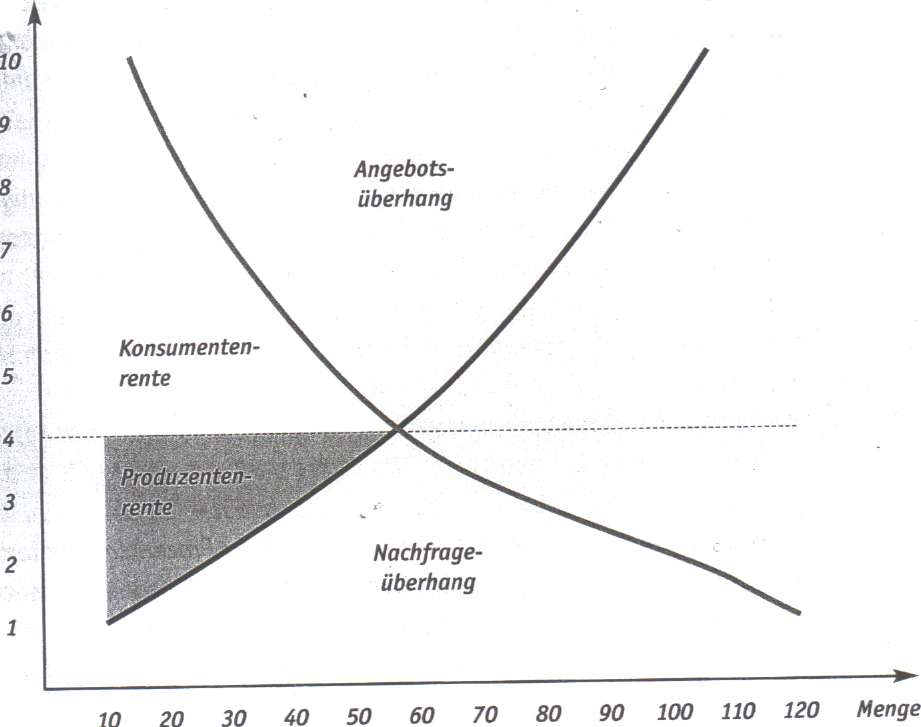 10
9
8
Angebots-
überhang
7
6
Konsumenten-
rente
5
4
Produzenten-
rente
3
Nachfrage-
überhang
2
1
10 20 30 40 50 60 70 80 90 100 110 120 Menge